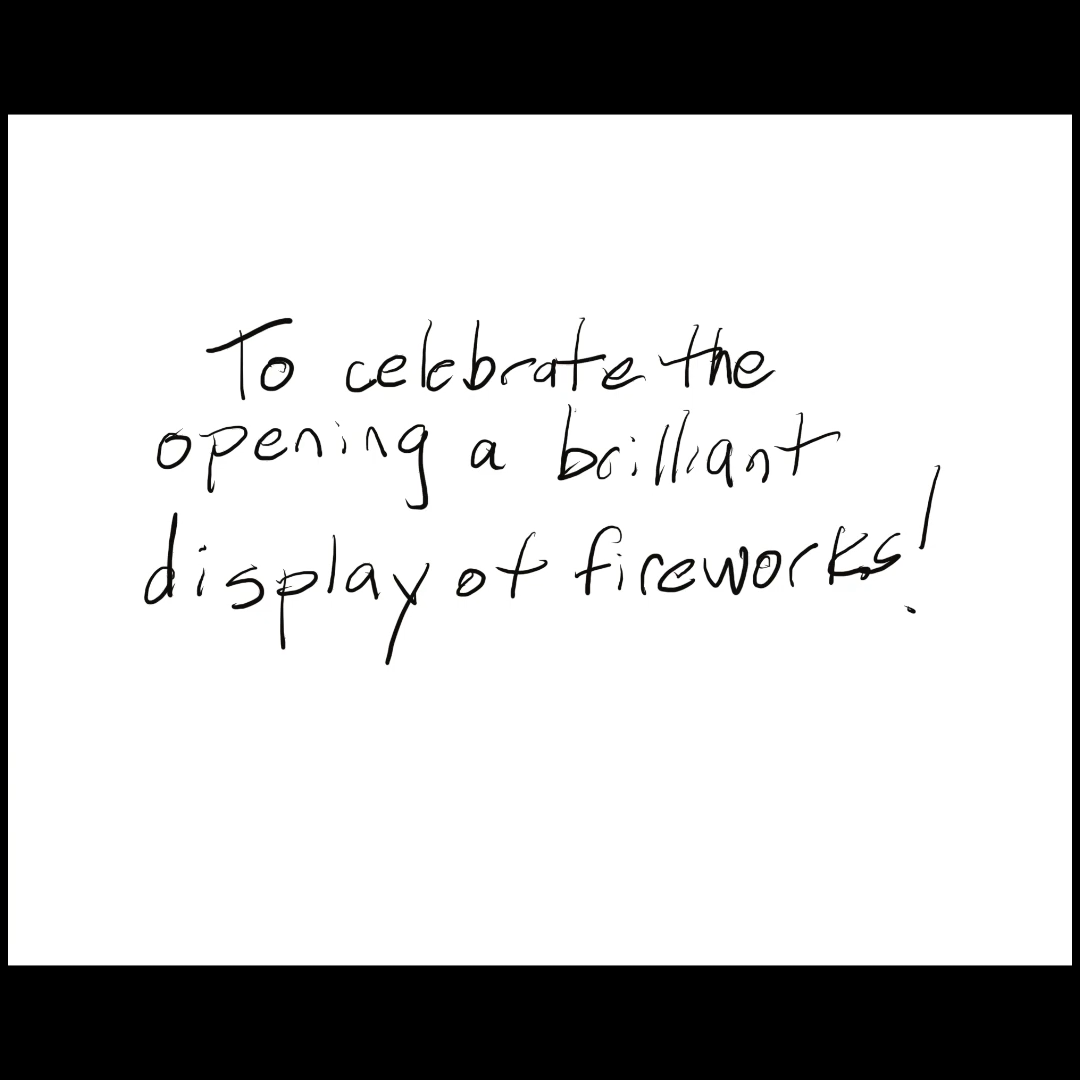 To celebrate the
opening a brilliant
display of fireworks!